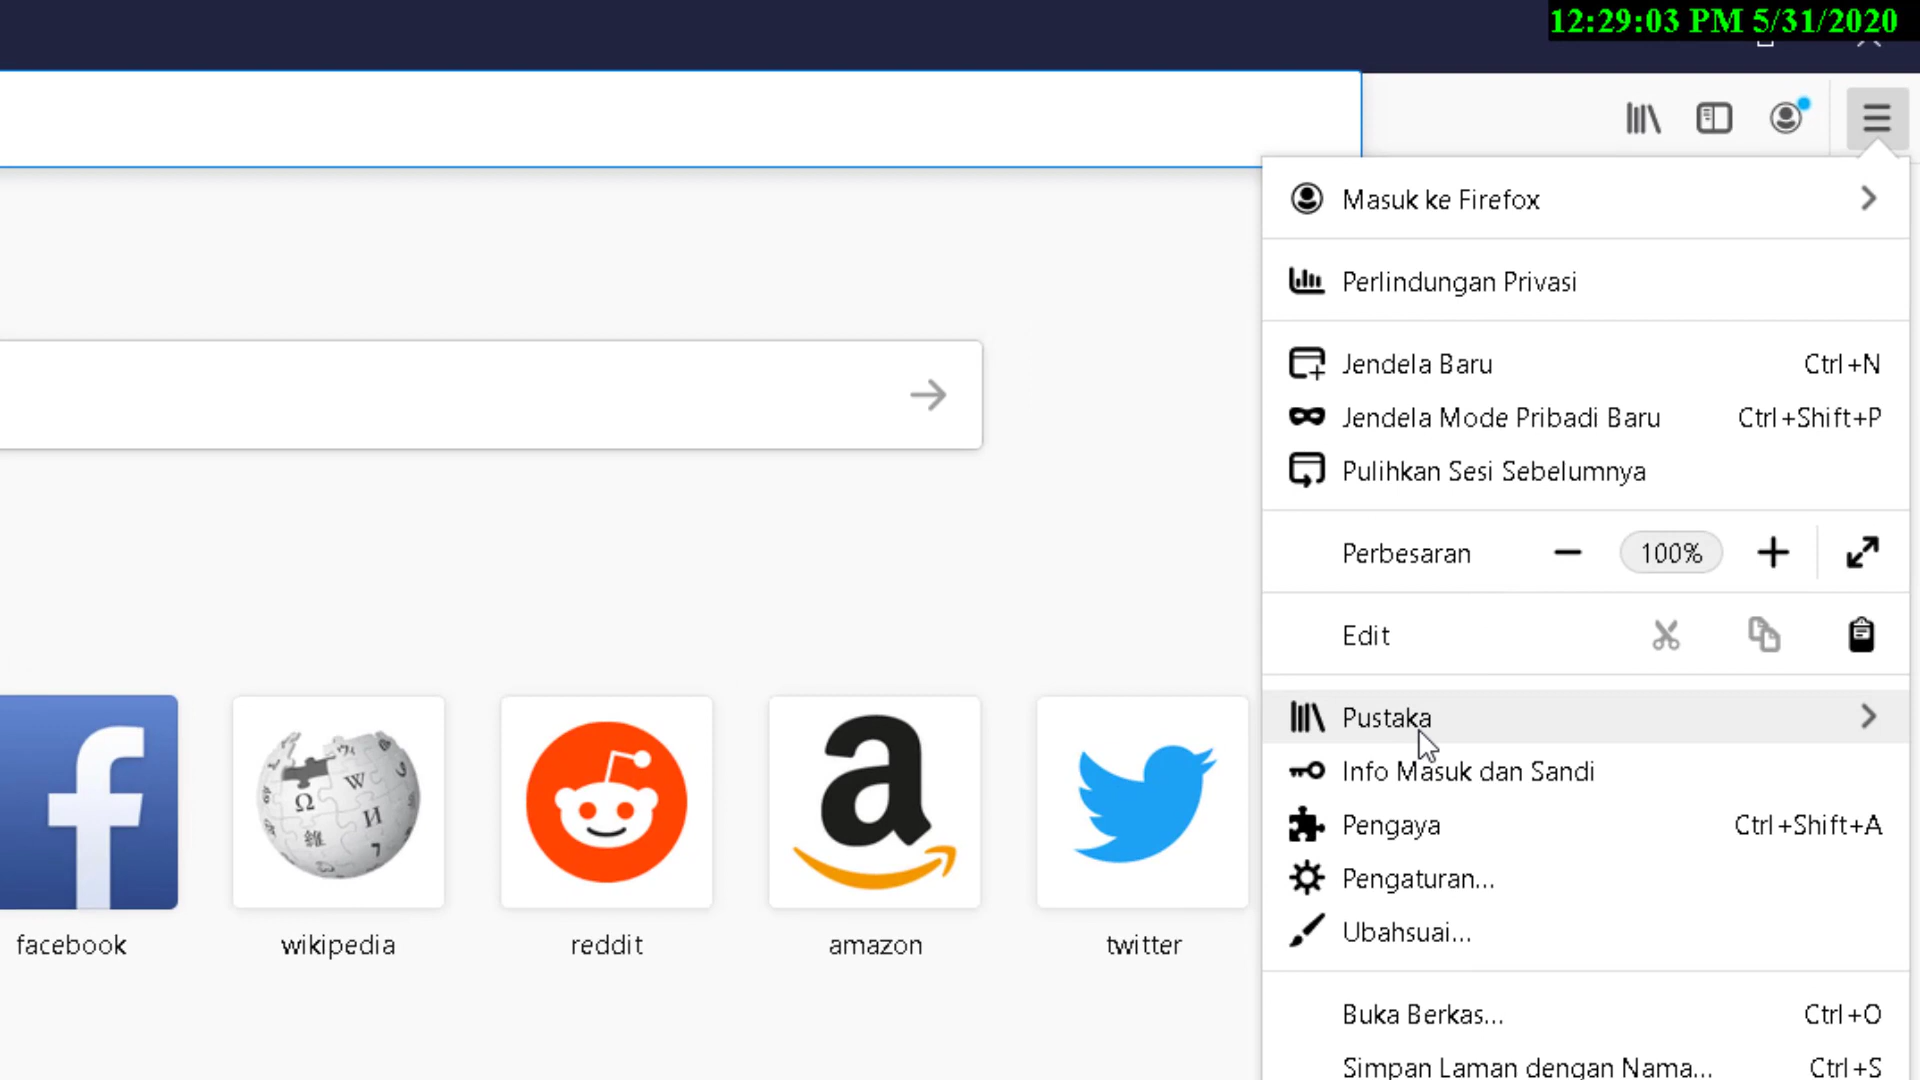 12:29:03 PM 5/31/2020
Masuk ke Firefox
Perlindungan Privasi
Jendela Baru Ctrl+N
Jendela Mode Pribadi Baru Ctrl+Shift+P
Pulihkan Sesi Sebelumnya
Perbesaran 100%
Edit
Pustaka
Info Masuk dan Sandi
Pengaya Ctrl+Shift+A
Pengaturan...
Ubahsuai...
facebook wikipedia reddit amazon twitter
Buka Berkas... Ctrl+O
Simpan Laman dengan Nama... Ctrl+S